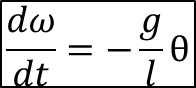 dω/dt = − g/l θ